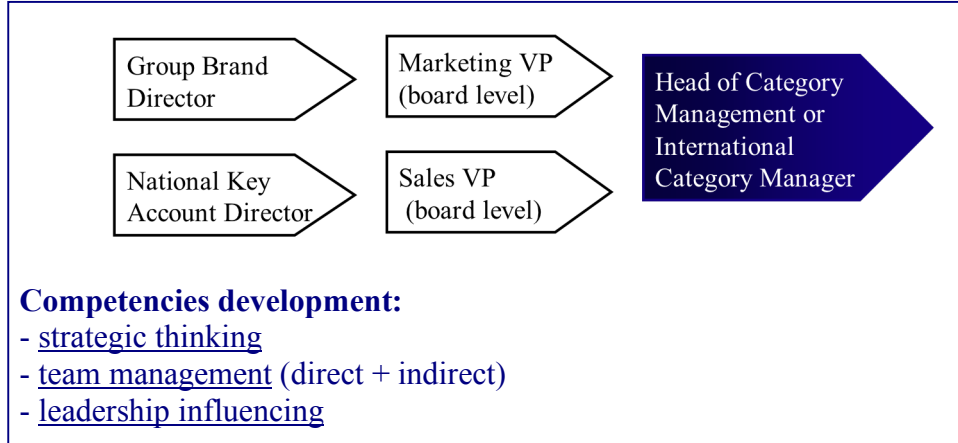 Group Brand
Director
Marketing VP
(board level)
Head of Category
Management or
International
Category Manager
National Key
Account Director
Sales VP
(board level)
Competencies development:
- strategic thinking
- team management (direct + indirect)
- leadership influencing